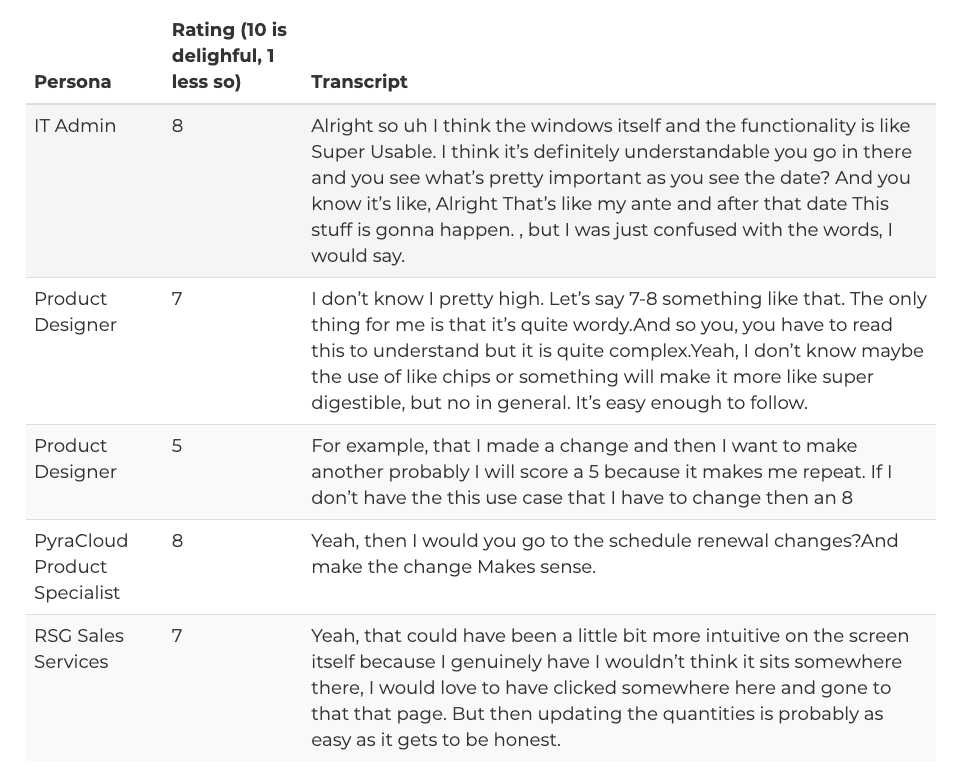 Persona
Rating (10 is
delighful, 1
less so)
Transcript
IT Admin
8
Alright so uh I think the windows itself and the functionality is like
Super Usable. I think it’s definitely understandable you go in there
and you see what’s pretty important as you see the date? And you
know it’s like, Alright That’s like my ante and after that date This
stuff is gonna happen. , but I was just confused with the words, I
would say.
Product
Designer
7
I don’t know I pretty high. Let’s say 7-8 something like that. The only
thing for me is that it’s quite wordy.And so you, you have to read
this to understand but it is quite complex.Yeah, I don’t know maybe
the use of like chips or something will make it more like super
digestible, but no in general. It’s easy enough to follow.
Product
Designer
5
For example, that I made a change and then I want to make
another probably I will score a 5 because it makes me repeat. If I
don’t have the this use case that I have to change then an 8
PyraCloud
Product
Specialist
8
Yeah, then I would you go to the schedule renewal changes?And
make the change Makes sense.
RSG Sales
Services
7
Yeah, that could have been a little bit more intuitive on the screen
itself because I genuinely have I wouldn’t think it sits somewhere
there, I would love to have clicked somewhere here and gone to
that that page. But then updating the quantities is probably as
easy as it gets to be honest.